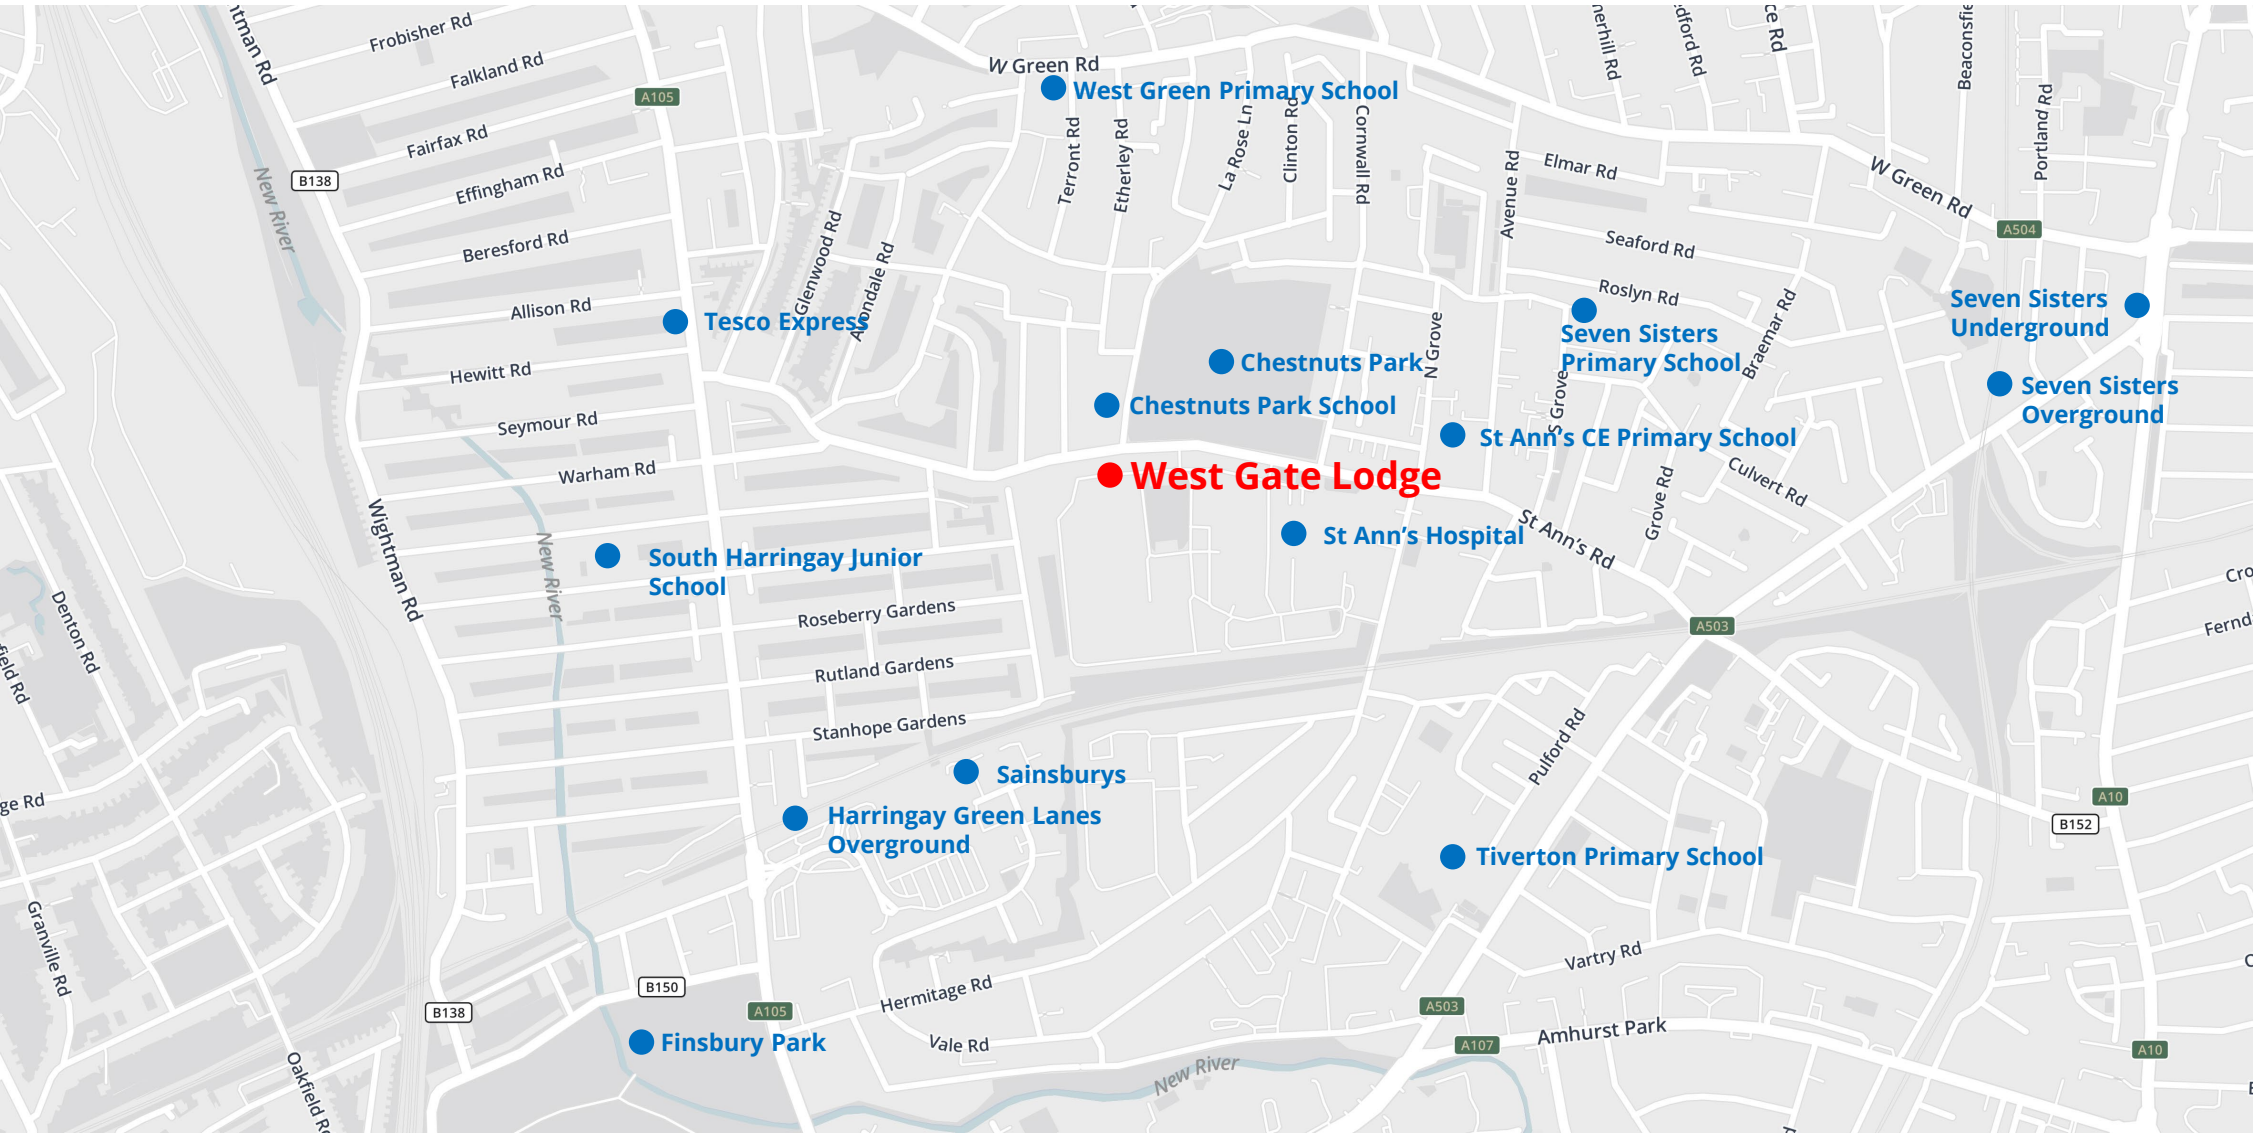 Frobisher Rd
Falkland Rd
W Green Rd
A105
West Green Primary School
Fairfax Rd
Effingham Rd
B138
New River
Beresford Rd
Allison Rd
Tesco Express
Glenwood Rd
Avondale Rd
Terront Rd
Etherley Rd
La Rose Ln
Clinton Rd
Cornwall Rd
Avenue Rd
Elmar Rd
Portland Rd
W Green Rd
A504
Seaford Rd
Roslyn Rd
Braemar Rd
Seven Sisters
Primary School
Seven Sisters
Underground
Seven Sisters
Overground
Hewitt Rd
Seymour Rd
Warham Rd
Chestnuts Park
Chestnuts Park School
N Grove
S Grove
St Ann's CE Primary School
West Gate Lodge
Culvert Rd
Grove Rd
St Ann's Rd
St Ann’s Hospital
Wightman Rd
New River
South Harringay Junior
School
Denton Rd
Roseberry Gardens
Rutland Gardens
Stanhope Gardens
A503
Pulford Rd
Sainsburys
Harringay Green Lanes
Overground
A10
B152
Tiverton Primary School
Granville Rd
Vartry Rd
B150
B138
A105
Hermitage Rd
A503
Finsbury Park
Vale Rd
A107
Amhurst Park
A10
New River
Oakfield Rd